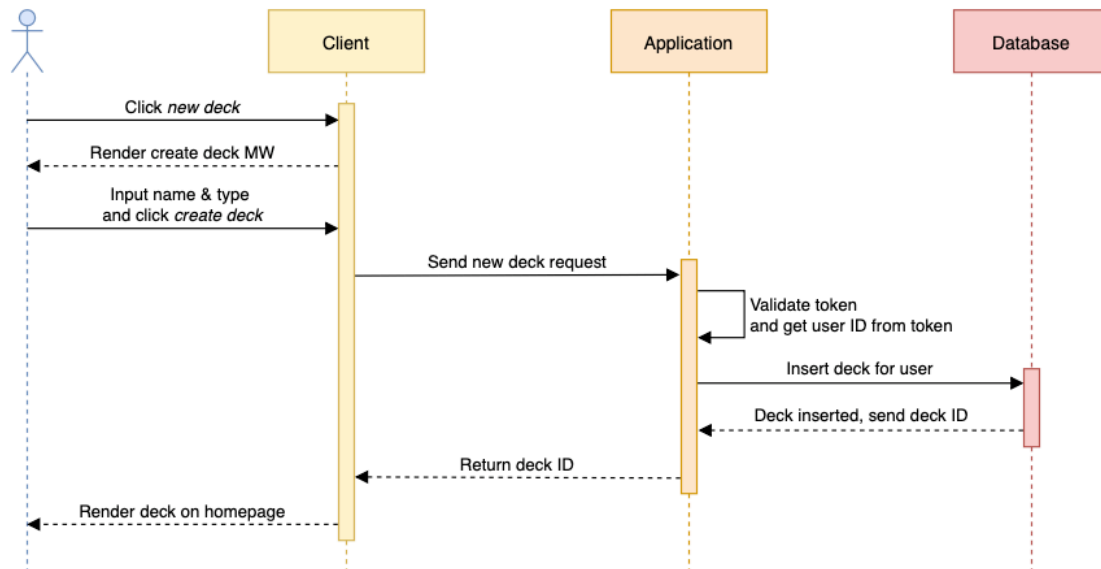 Client
Application
Database
Click new deck
Render create deck MW
Input name & type
and click create deck
Send new deck request
Validate token
and get user ID from token
Insert deck for user
Deck inserted, send deck ID
Return deck ID
Render deck on homepage